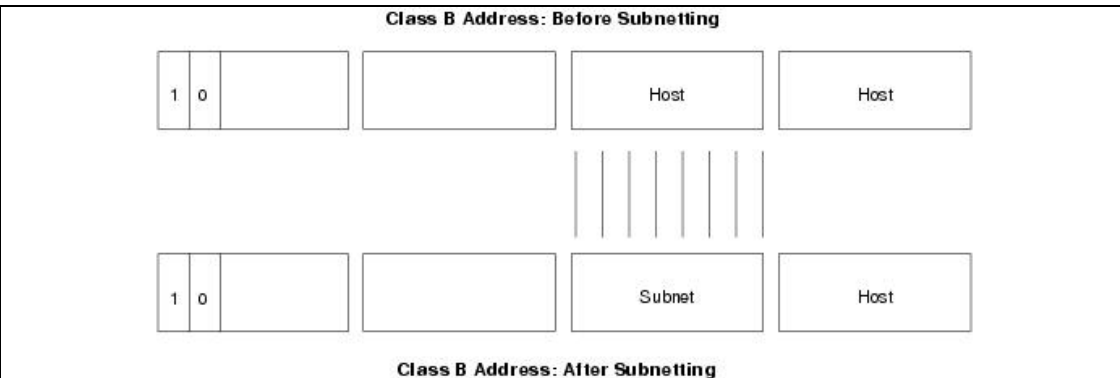 Class B Address: Before Subnetting
1 0 Host Host
1 0 Subnet Host
Class B Address: After Subnetting